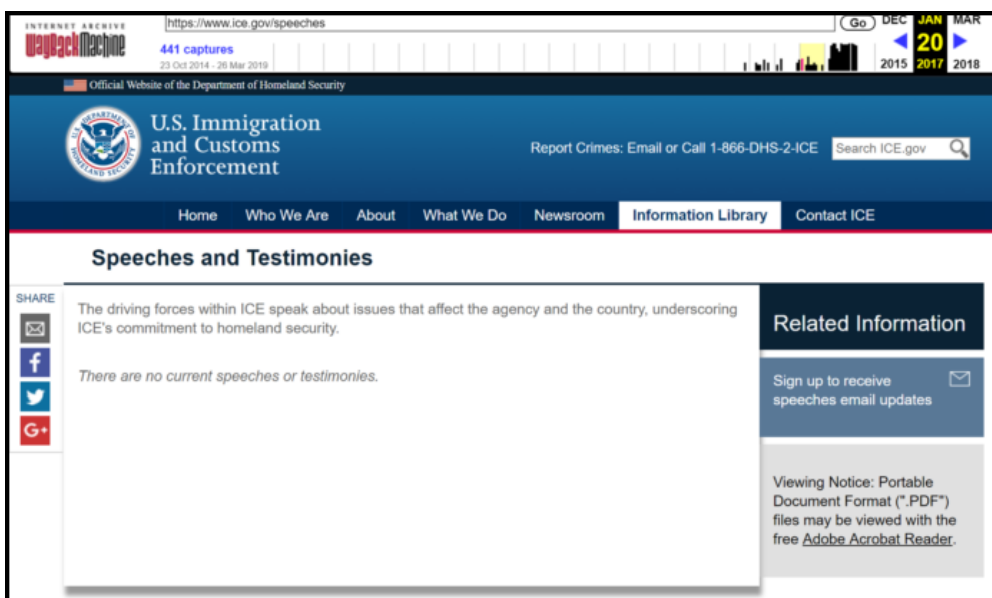 INTERNET ARCHIVE
WayBackMachine
https://www.ice.gov/speeches
Go
DEC JAN MAR
441 captures
20
23 Oct 2014 - 26 Mar 2019
2015 2017 2018
Official Website of the Department of Homeland Security
U.S. Immigration
and Customs
Enforcement
Report Crimes: Email or Call 1-866-DHS-2-ICE
Search ICE.gov
Home Who We Are About What We Do Newsroom Information Library Contact ICE
Speeches and Testimonies
SHARE
The driving forces within ICE speak about issues that affect the agency and the country, underscoring
ICE's commitment to homeland security.
There are no current speeches or testimonies.
f
G+
Related Information
Sign up to receive
speeches email updates
Viewing Notice: Portable
Document Format (".PDF")
files may be viewed with the
free Adobe Acrobat Reader.